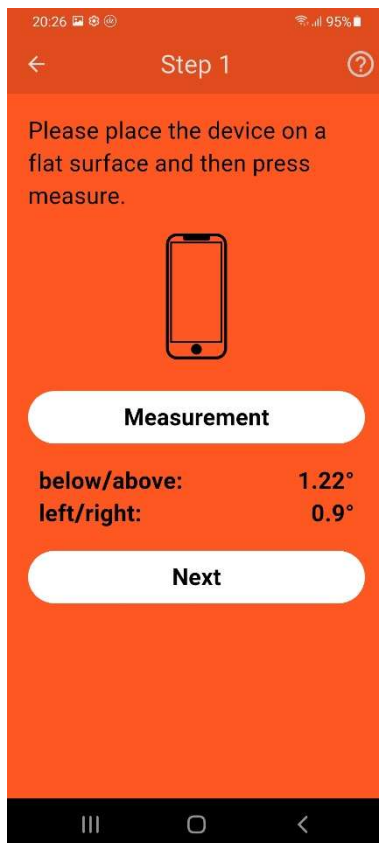 20:26 95%
Step 1
?
Please place the device on a
flat surface and then press
measure.
Measurement
below/above: 1.22°
left/right: 0.9°
Next